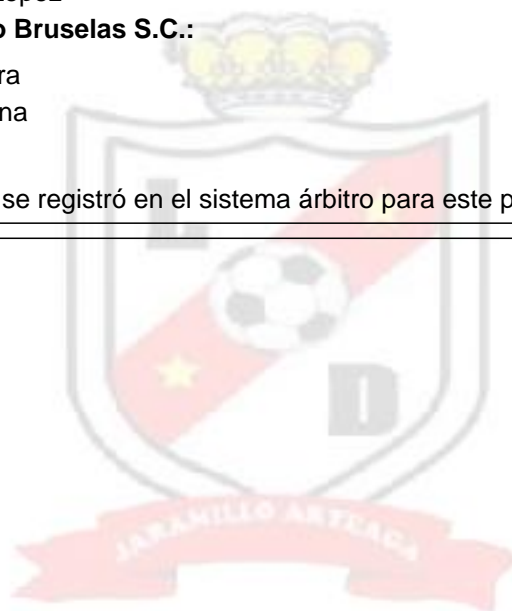 o Bruselas S.C.:
ra
na
se registró en el sistema árbitro para este p
L
D
JARAMILLO ARTEAGA